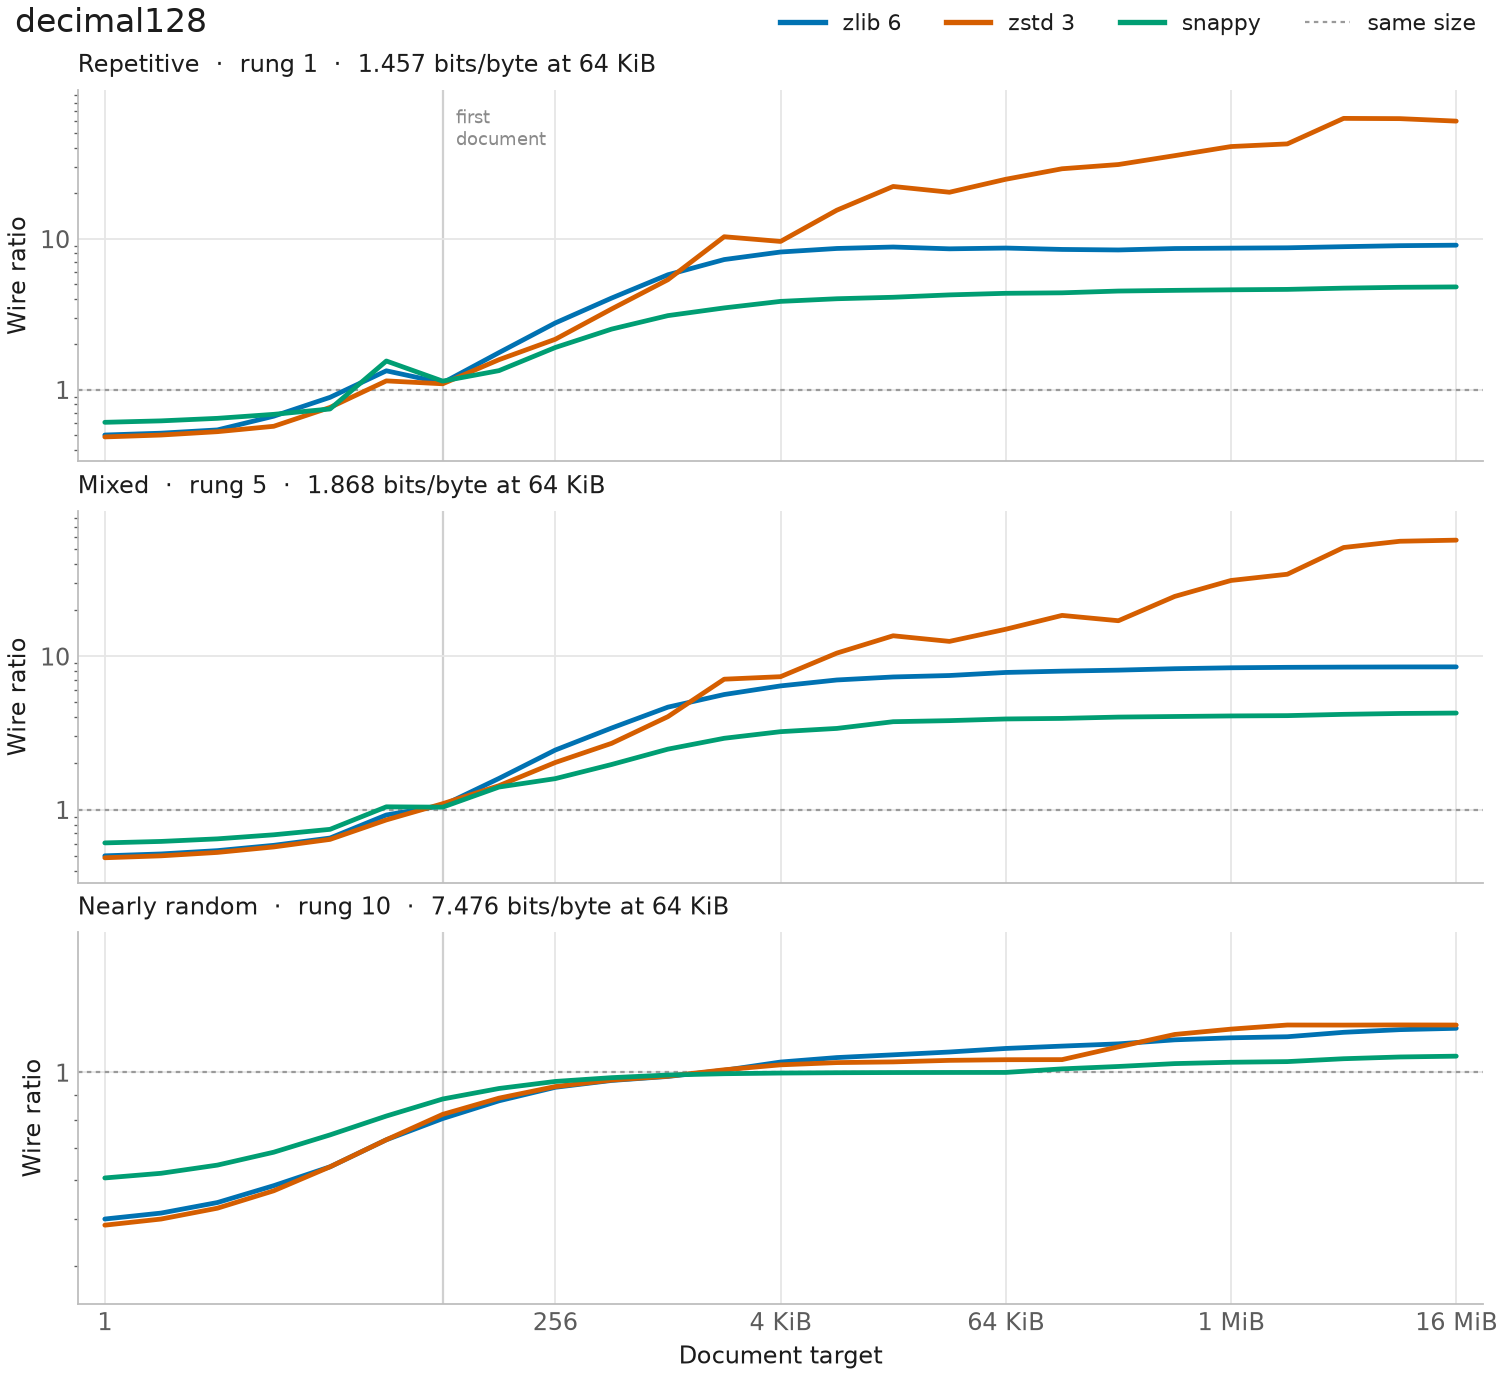 decimal128
zlib 6
zstd 3
snappy
same size
Repetitive · rung 1 · 1.457 bits/byte at 64 KiB
first
document
Wire ratio
10
1
Mixed · rung 5 · 1.868 bits/byte at 64 KiB
Wire ratio
10
1
Nearly random · rung 10 · 7.476 bits/byte at 64 KiB
Wire ratio
1
1
256
4 KiB
64 KiB
1 MiB
16 MiB
Document target